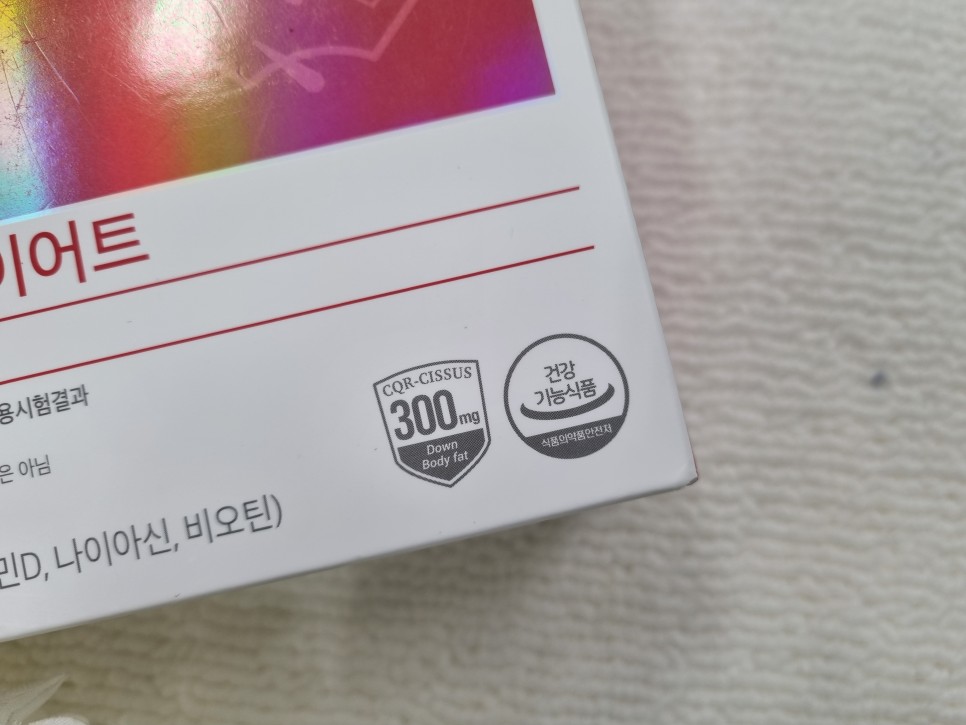 이어트
용시험결과
은 아님
민D, 나이아신, 비오틴)
CQR-CISSUS
300mg
Down
Body fat
건강
기능식품
식품의약품안전처